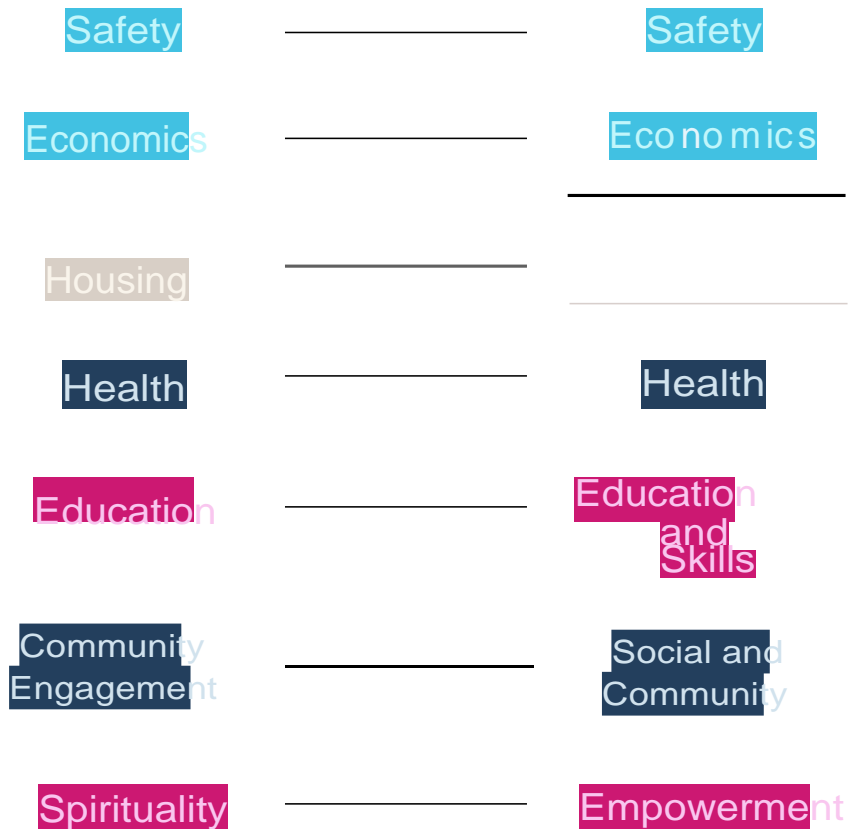 Safety
Safety
Economics
Economics
Housing
Health
Health
Education
Education
and
Skills
Community
Engagement
Social and
Community
Spirituality
Empowerment